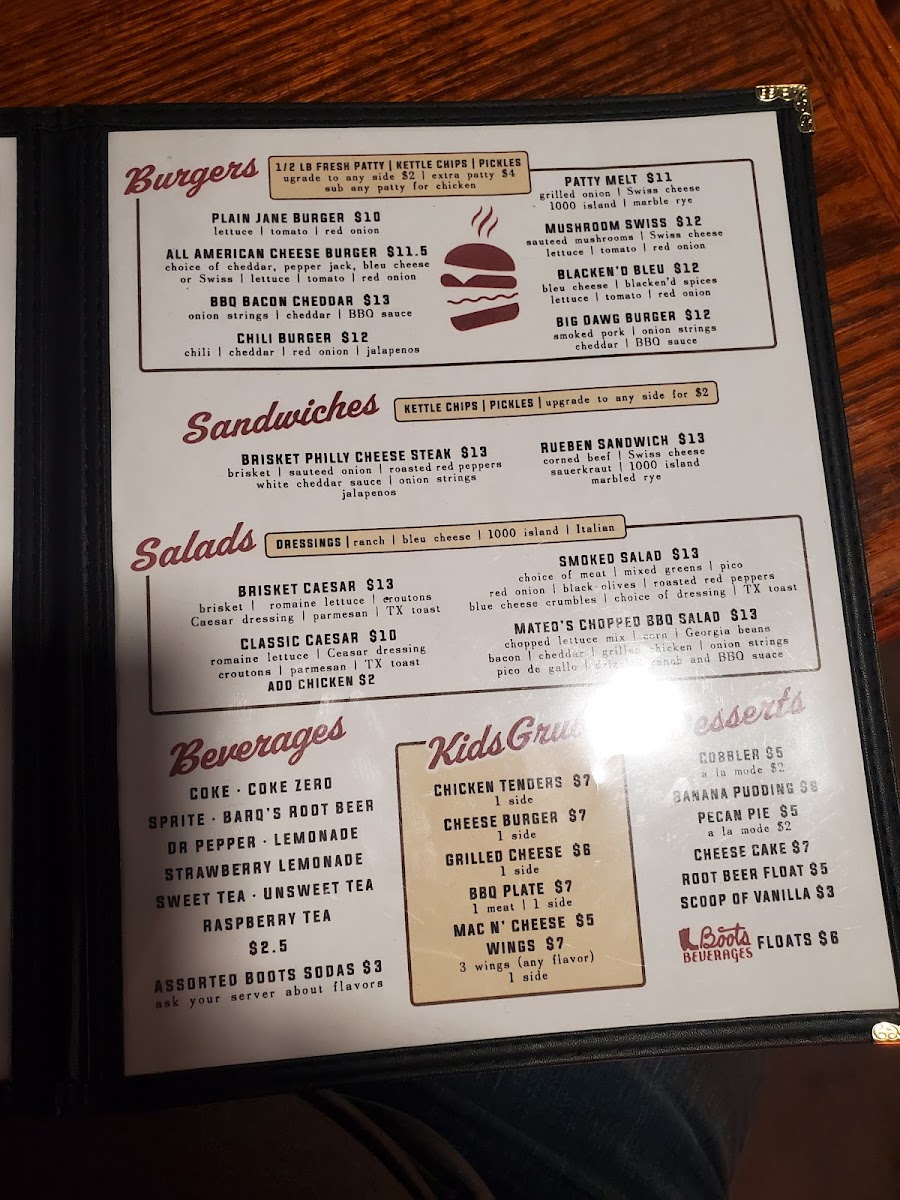 Burgers
1/2 LB FRESH PATTY | KETTLE CHIPS | PICKLES
ugrade to any side $2 | extra patty $4
sub any patty for chicken
PLAIN JANE BURGER $10
lettuce | tomato | red onion
ALL AMERICAN CHEESE BURGER $11.5
choice of cheddar, pepper jack, bleu cheese
or Swiss | lettuce | tomato | red onion
BBQ BACON CHEDDAR $13
onion strings | cheddar | BBQ sauce
CHILI BURGER $12
chili | cheddar | red onion | jalapenos
PATTY MELT $11
grilled onion | Swiss cheese
1000 island | marble rye
MUSHROOM SWISS $12
sauteed mushrooms | Swiss cheese
lettuce | tomato | red onion
BLACKEN'D BLEU $12
bleu cheese | blacken'd spices
lettuce | tomato | red onion
BIG DAWG BURGER $12
smoked pork | onion strings
cheddar | BBQ sauce
Sandwiches
KETTLE CHIPS | PICKLES | upgrade to any side for $2
BRISKET PHILLY CHEESE STEAK $13
brisket | sauteed onion | roasted red peppers
white cheddar sauce | onion strings
jalapenos
RUEBEN SANDWICH $13
corned beef | Swiss cheese
sauerkraut | 1000 island
marbled rye
Salads
DRESSINGS | ranch | bleu cheese | 1000 island | Italian
BRISKET CAESAR $13
brisket | romaine lettuce | croutons
Caesar dressing | parmesan | TX toast
CLASSIC CAESAR $10
romaine lettuce | Ceasar dressing
croutons | parmesan | TX toast
ADD CHICKEN $2
SMOKED SALAD $13
choice of meat | mixed greens | pico
red onion | black olives | roasted red peppers
blue cheese crumbles | choice of dressing | TX toast
MATEO'S CHOPPED BBQ SALAD $13
chopped lettuce mix | corn | Georgia beans
bacon | cheddar | grilled chicken | onion strings
pico de gallo | ranch and BBQ suace
Beverages
COKE · COKE ZERO
SPRITE · BARQ'S ROOT BEER
DR PEPPER · LEMONADE
STRAWBERRY LEMONADE
SWEET TEA · UNSWEET TEA
RASPBERRY TEA
$2.5
ASSORTED BOOTS SODAS $3
ask your server about flavors
Kids Grub
CHICKEN TENDERS $7
1 side
CHEESE BURGER $7
1 side
GRILLED CHEESE $6
1 side
BBQ PLATE $7
1 meat | 1 side
MAC N' CHEESE $5
WINGS $7
3 wings (any flavor)
1 side
Desserts
COBBLER $5
a la mode $2
BANANA PUDDING $6
PECAN PIE $5
a la mode $2
CHEESE CAKE $7
ROOT BEER FLOAT $5
SCOOP OF VANILLA $3
Boots BEVERAGES FLOATS $6